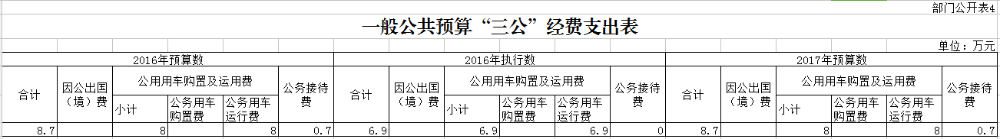 部门公开表4
一般公共预算“三公”经费支出表
单位：万元
2016年预算数 2016年执行数 2017年预算数
合计 因公出国（境）费 公用用车购置及运用费 公务接待费 合计 因公出国（境）费 公用用车购置及运用费 公务接待费 合计 因公出国（境）费 公用用车购置及运用费 公务接待费
小计 公务用车购置费 公务用车运行费 小计 公务用车购置费 公务用车运行费 小计 公务用车购置费 公务用车运行费
8.7 8 8 0.7 6.9 6.9 6.9 0 8.7 8 8 0.7